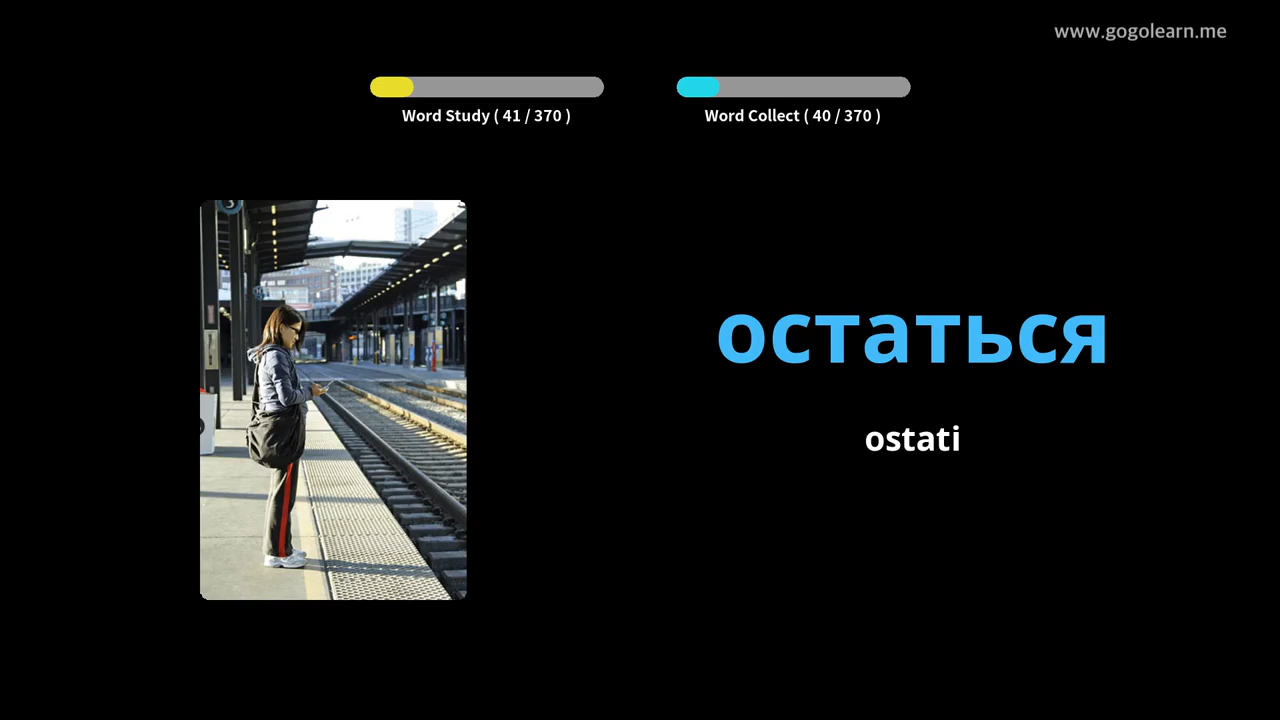 www.gogolearn.me
Word Study ( 41 / 370 )
Word Collect ( 40 / 370 )
остаться
ostati